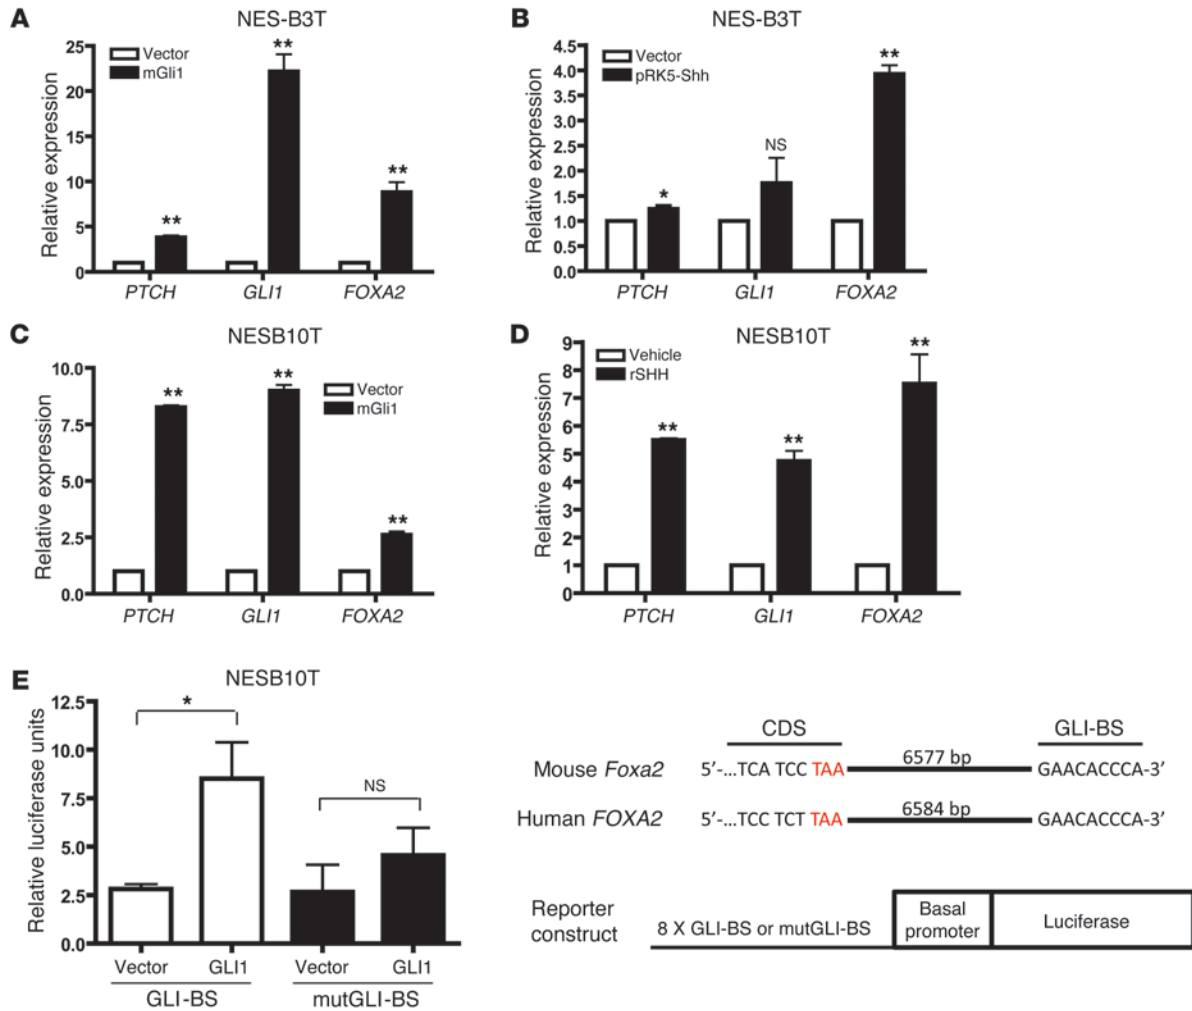 A
NES-B3T
Vector
mGli1
Relative expression
25
20
15
10
5
0
**
**
**
PTCH
GLI1
FOXA2
B
NES-B3T
Vector
pRK5-Shh
Relative expression
4.5
4.0
3.5
3.0
2.5
2.0
1.5
1.0
0.5
0.0
*
NS
**
PTCH
GLI1
FOXA2
C
NESB10T
Vector
mGli1
Relative expression
10.0
7.5
5.0
2.5
0.0
**
**
**
PTCH
GLI1
FOXA2
D
NESB10T
Vehicle
rSHH
Relative expression
9
8
7
6
5
4
3
2
1
0
**
**
**
PTCH
GLI1
FOXA2
E
NESB10T
Relative luciferase units
12.5
10.0
7.5
5.0
2.5
0.0
*
NS
Vector GLI1 Vector GLI1
GLI-BS mutGLI-BS
CDS GLI-BS
Mouse Foxa2 5’-...TCA TCC TAA 6577 bp GAACACCCA-3’
Human FOXA2 5’-...TCC TCT TAA 6584 bp GAACACCCA-3’
Reporter
construct
8 X GLI-BS or mutGLI-BS
Basal
promoter
Luciferase